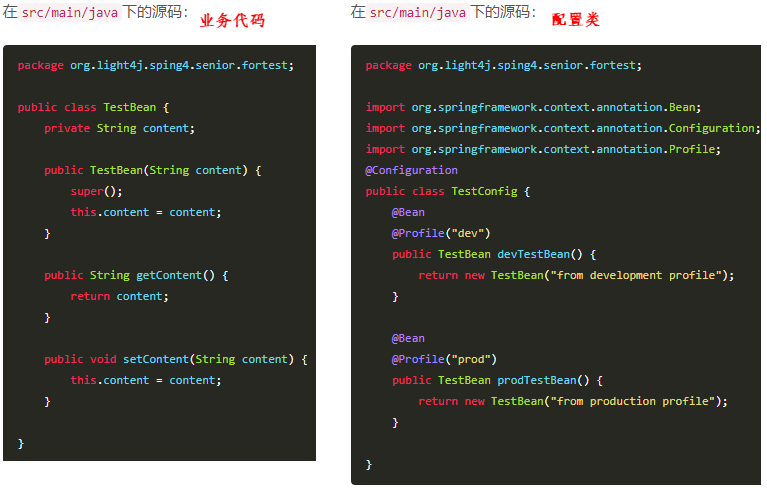 在 src/main/java 下的源码： 业务代码
package org.light4j.sping4.senior.fortest;
public class TestBean {
    private String content;
    public TestBean(String content) {
        super();
        this.content = content;
    }
    public String getContent() {
        return content;
    }
    public void setContent(String content) {
        this.content = content;
    }
}
在 src/main/java 下的源码： 配置类
package org.light4j.sping4.senior.fortest;
import org.springframework.context.annotation.Bean;
import org.springframework.context.annotation.Configuration;
import org.springframework.context.annotation.Profile;
@Configuration
public class TestConfig {
    @Bean
    @Profile("dev")
    public TestBean devTestBean() {
        return new TestBean("from development profile");
    }
    @Bean
    @Profile("prod")
    public TestBean prodTestBean() {
        return new TestBean("from production profile");
    }
}